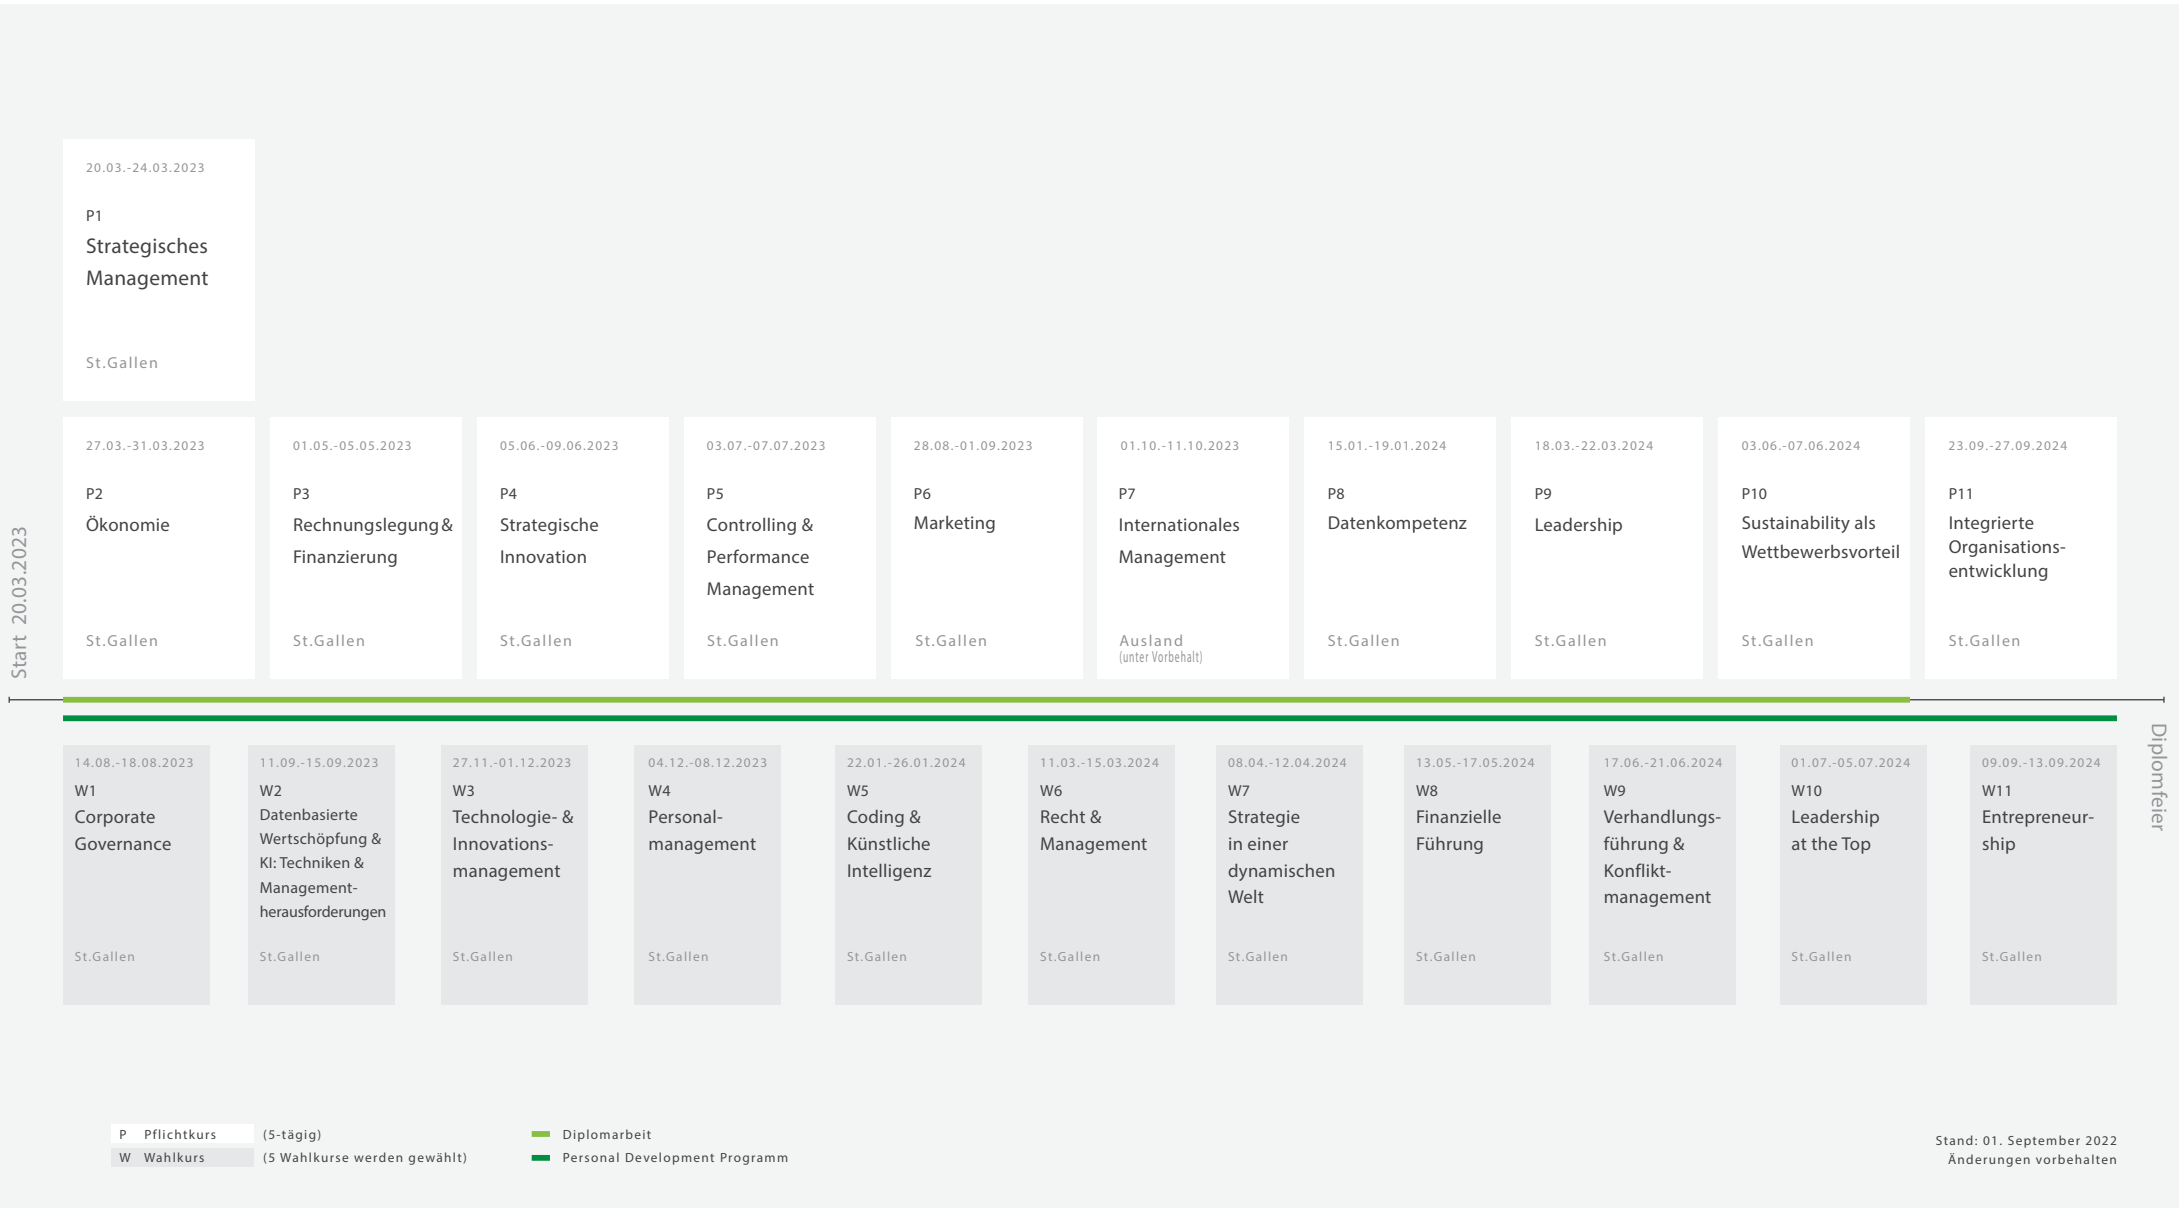 20.03.-24.03.2023
P1
Strategisches
Management
St.Gallen
Start 20.03.2023
27.03.-31.03.2023
P2
Ökonomie
St.Gallen
01.05.-05.05.2023
P3
Rechnungslegung &
Finanzierung
St.Gallen
05.06.-09.06.2023
P4
Strategische
Innovation
St.Gallen
03.07.-07.07.2023
P5
Controlling &
Performance
Management
St.Gallen
28.08.-01.09.2023
P6
Marketing
St.Gallen
01.10.-11.10.2023
P7
Internationales
Management
Ausland
(unter Vorbehalt)
15.01.-19.01.2024
P8
Datenkompetenz
St.Gallen
18.03.-22.03.2024
P9
Leadership
St.Gallen
03.06.-07.06.2024
P10
Sustainability als
Wettbewerbsvorteil
St.Gallen
23.09.-27.09.2024
P11
Integrierte
Organisations-
entwicklung
St.Gallen
14.08.-18.08.2023
W1
Corporate
Governance
St.Gallen
11.09.-15.09.2023
W2
Datenbasierte
Wertschöpfung &
KI: Techniken &
Management-
herausforderungen
St.Gallen
27.11.-01.12.2023
W3
Technologie- &
Innovations-
management
St.Gallen
04.12.-08.12.2023
W4
Personal-
management
St.Gallen
22.01.-26.01.2024
W5
Coding &
Künstliche
Intelligenz
St.Gallen
11.03.-15.03.2024
W6
Recht &
Management
St.Gallen
08.04.-12.04.2024
W7
Strategie
in einer
dynamischen
Welt
St.Gallen
13.05.-17.05.2024
W8
Finanzielle
Führung
St.Gallen
17.06.-21.06.2024
W9
Verhandlungs-
führung &
Konflikt-
management
St.Gallen
01.07.-05.07.2024
W10
Leadership
at the Top
St.Gallen
09.09.-13.09.2024
W11
Entrepreneur-
ship
St.Gallen
Diplomfeier
P Pflichtkurs (5-tägig)
W Wahlkurs (5 Wahlkurse werden gewählt)
Diplomarbeit
Personal Development Programm
Stand: 01. September 2022
Änderungen vorbehalten